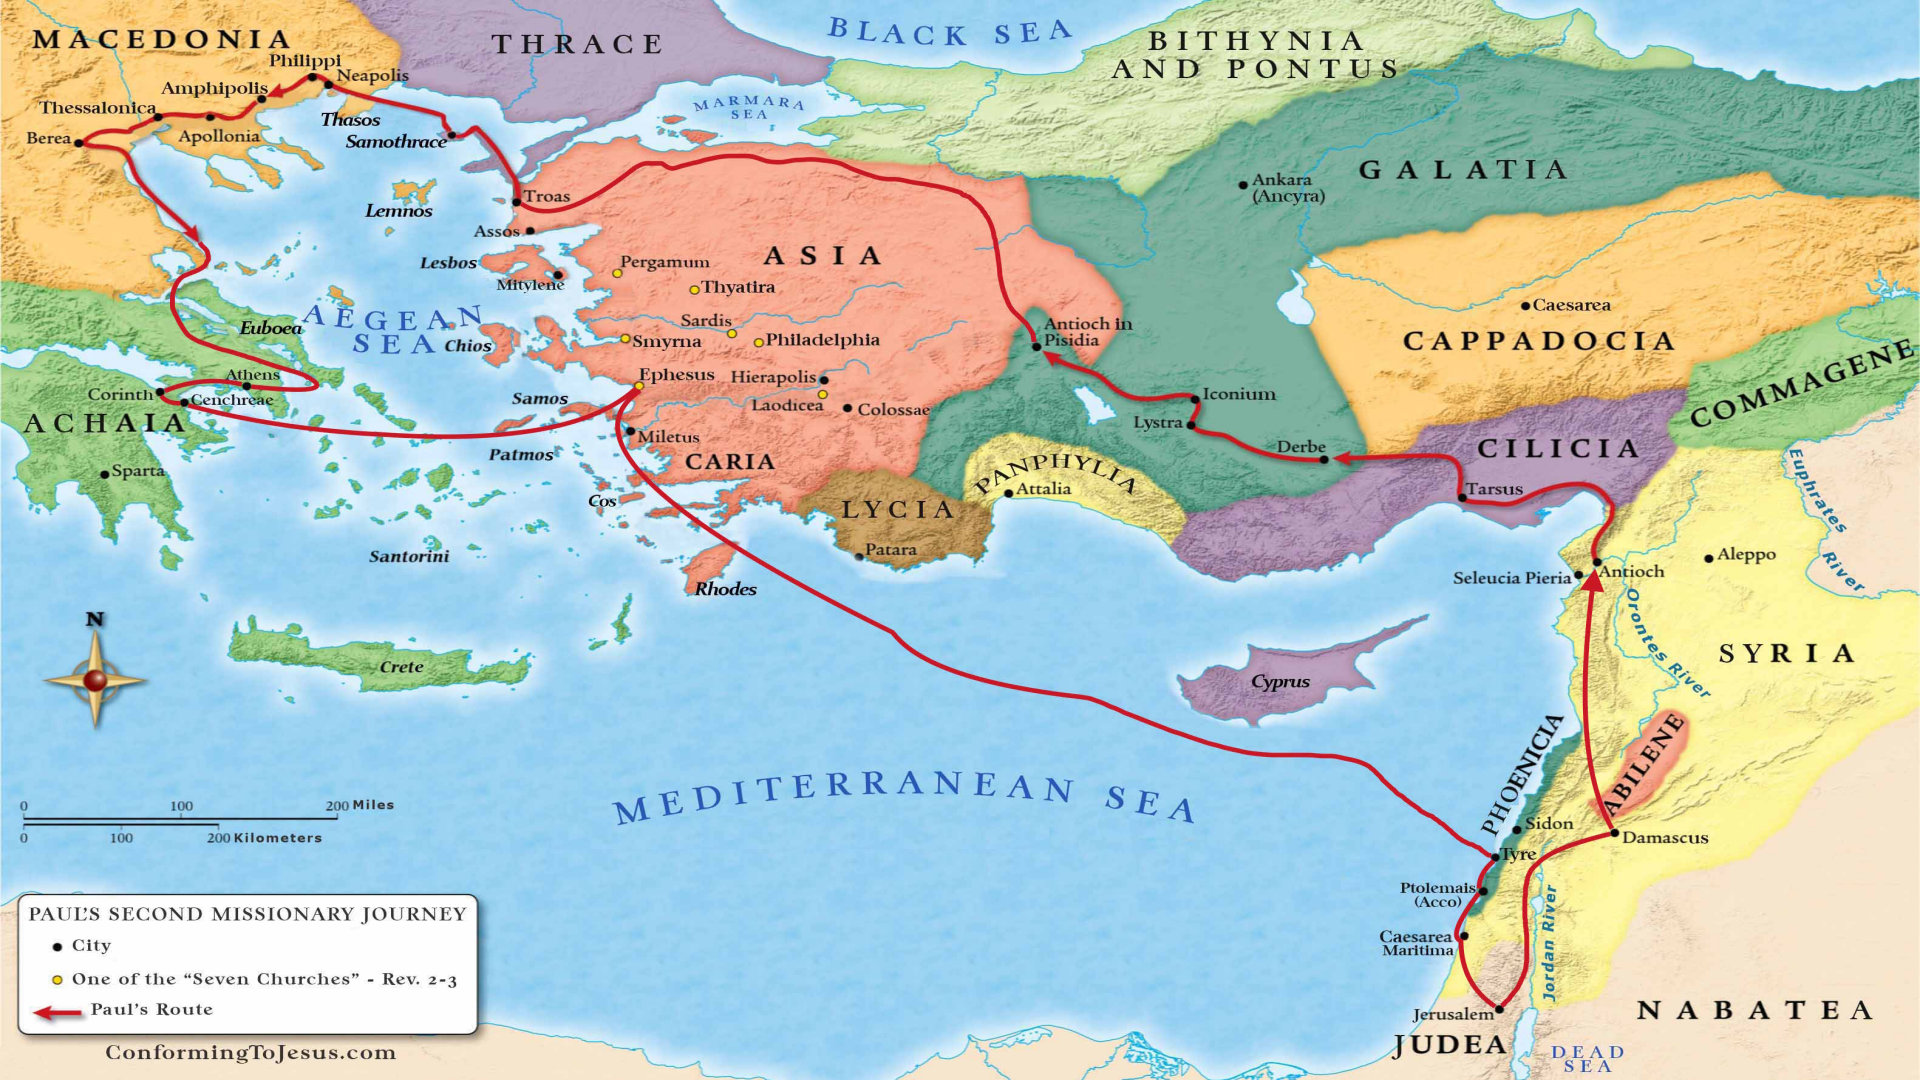 MACEDONIA
THRACE
BLACK SEA
BITHYNIA
AND PONTUS
Philippi
Neapolis
Amphipolis
Thessalonica
Apollonia
Berea
Thasos
Samothrace
MARMARA
SEA
GALATIA
Ankara
(Ancyra)
Troas
Lemnos
Assos
Lesbos
Mitylene
ASIA
Pergamum
Thyatira
Sardis
Smyrna
Philadelphia
AEGEAN
SEA
Euboea
Chios
Antioch in
Pisidia
Caesarea
CAPPADOCIA
COMMAGENE
Athens
Corinth
Cenchreae
ACHAIA
Sparta
Ephesus
Hierapolis
Laodicea
Colossae
Samos
Miletus
Patmos
CARIA
Cos
Iconium
Lystra
Derbe
CILICIA
Tarsus
PANPHYLIA
Attalia
LYCIA
Patara
Santorini
Rhodes
Euphrates
River
Aleppo
Seleucia Pieria
Antioch
Orontes River
SYRIA
N
Crete
Cyprus
PHOENICIA
ABILENE
MEDITERRANEAN SEA
Sidon
Damascus
Tyre
Ptolemais
(Acco)
Caesarea
Maritima
Jordan River
Jerusalem
JUDEA
DEAD
SEA
NABATEA
0 100 200 Miles
0 100 200 Kilometers
PAUL'S SECOND MISSIONARY JOURNEY
City
One of the “Seven Churches” - Rev. 2-3
Paul's Route
ConformingToJesus.com